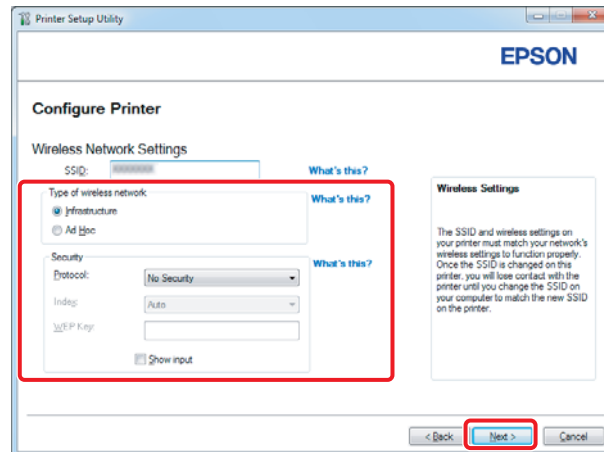 Printer Setup Utility
EPSON
Configure Printer
Wireless Network Settings
SSID:
What's this?
Type of wireless network
What's this?
Infrastructure
Ad Hoc
Security
What's this?
Protocol:
No Security
Index:
Auto
WEP Key:
Show input
Wireless Settings
The SSID and wireless settings on
your printer must match your network's
wireless settings to function properly.
Once the SSID is changed on this
printer, you will lose contact with the
printer until you change the SSID on
your computer to match the new SSID
on the printer.
< Back
Next >
Cancel